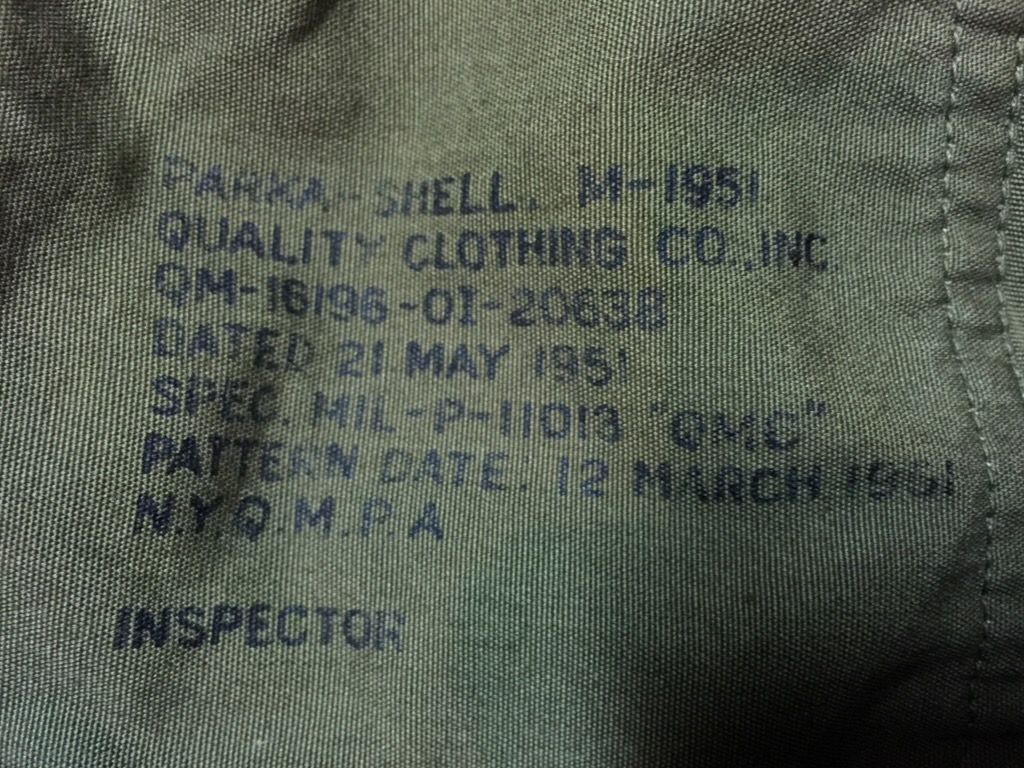 PARKA-SHELL, M-1951
QUALITY CLOTHING CO., INC.
QM-16196-OI-20638
DATED 21 MAY 1951
SPEC. MIL-P-11013 "QMC"
PATTERN DATE: 12 MARCH 1951
N.Y.Q.M.P.A.
INSPECTOR